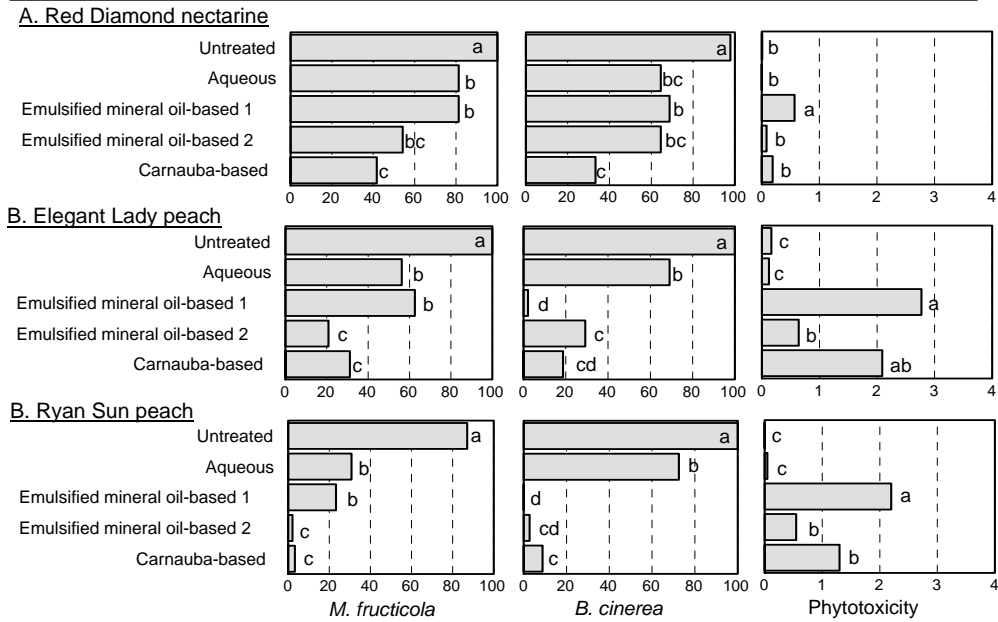 A. Red Diamond nectarine
Untreated a a b
Aqueous b bc b
Emulsified mineral oil-based 1 b b a
Emulsified mineral oil-based 2 bc bc b
Carnauba-based c c b
0 20 40 60 80 100 0 20 40 60 80 100 0 1 2 3 4
B. Elegant Lady peach
Untreated a a c
Aqueous b b c
Emulsified mineral oil-based 1 b d a
Emulsified mineral oil-based 2 c c b
Carnauba-based c cd ab
0 20 40 60 80 100 0 20 40 60 80 100 0 1 2 3 4
B. Ryan Sun peach
Untreated a a c
Aqueous b b c
Emulsified mineral oil-based 1 b d a
Emulsified mineral oil-based 2 c cd b
Carnauba-based c c b
0 20 40 60 80 100 0 20 40 60 80 100 0 1 2 3 4
M. fructicola B. cinerea Phytotoxicity